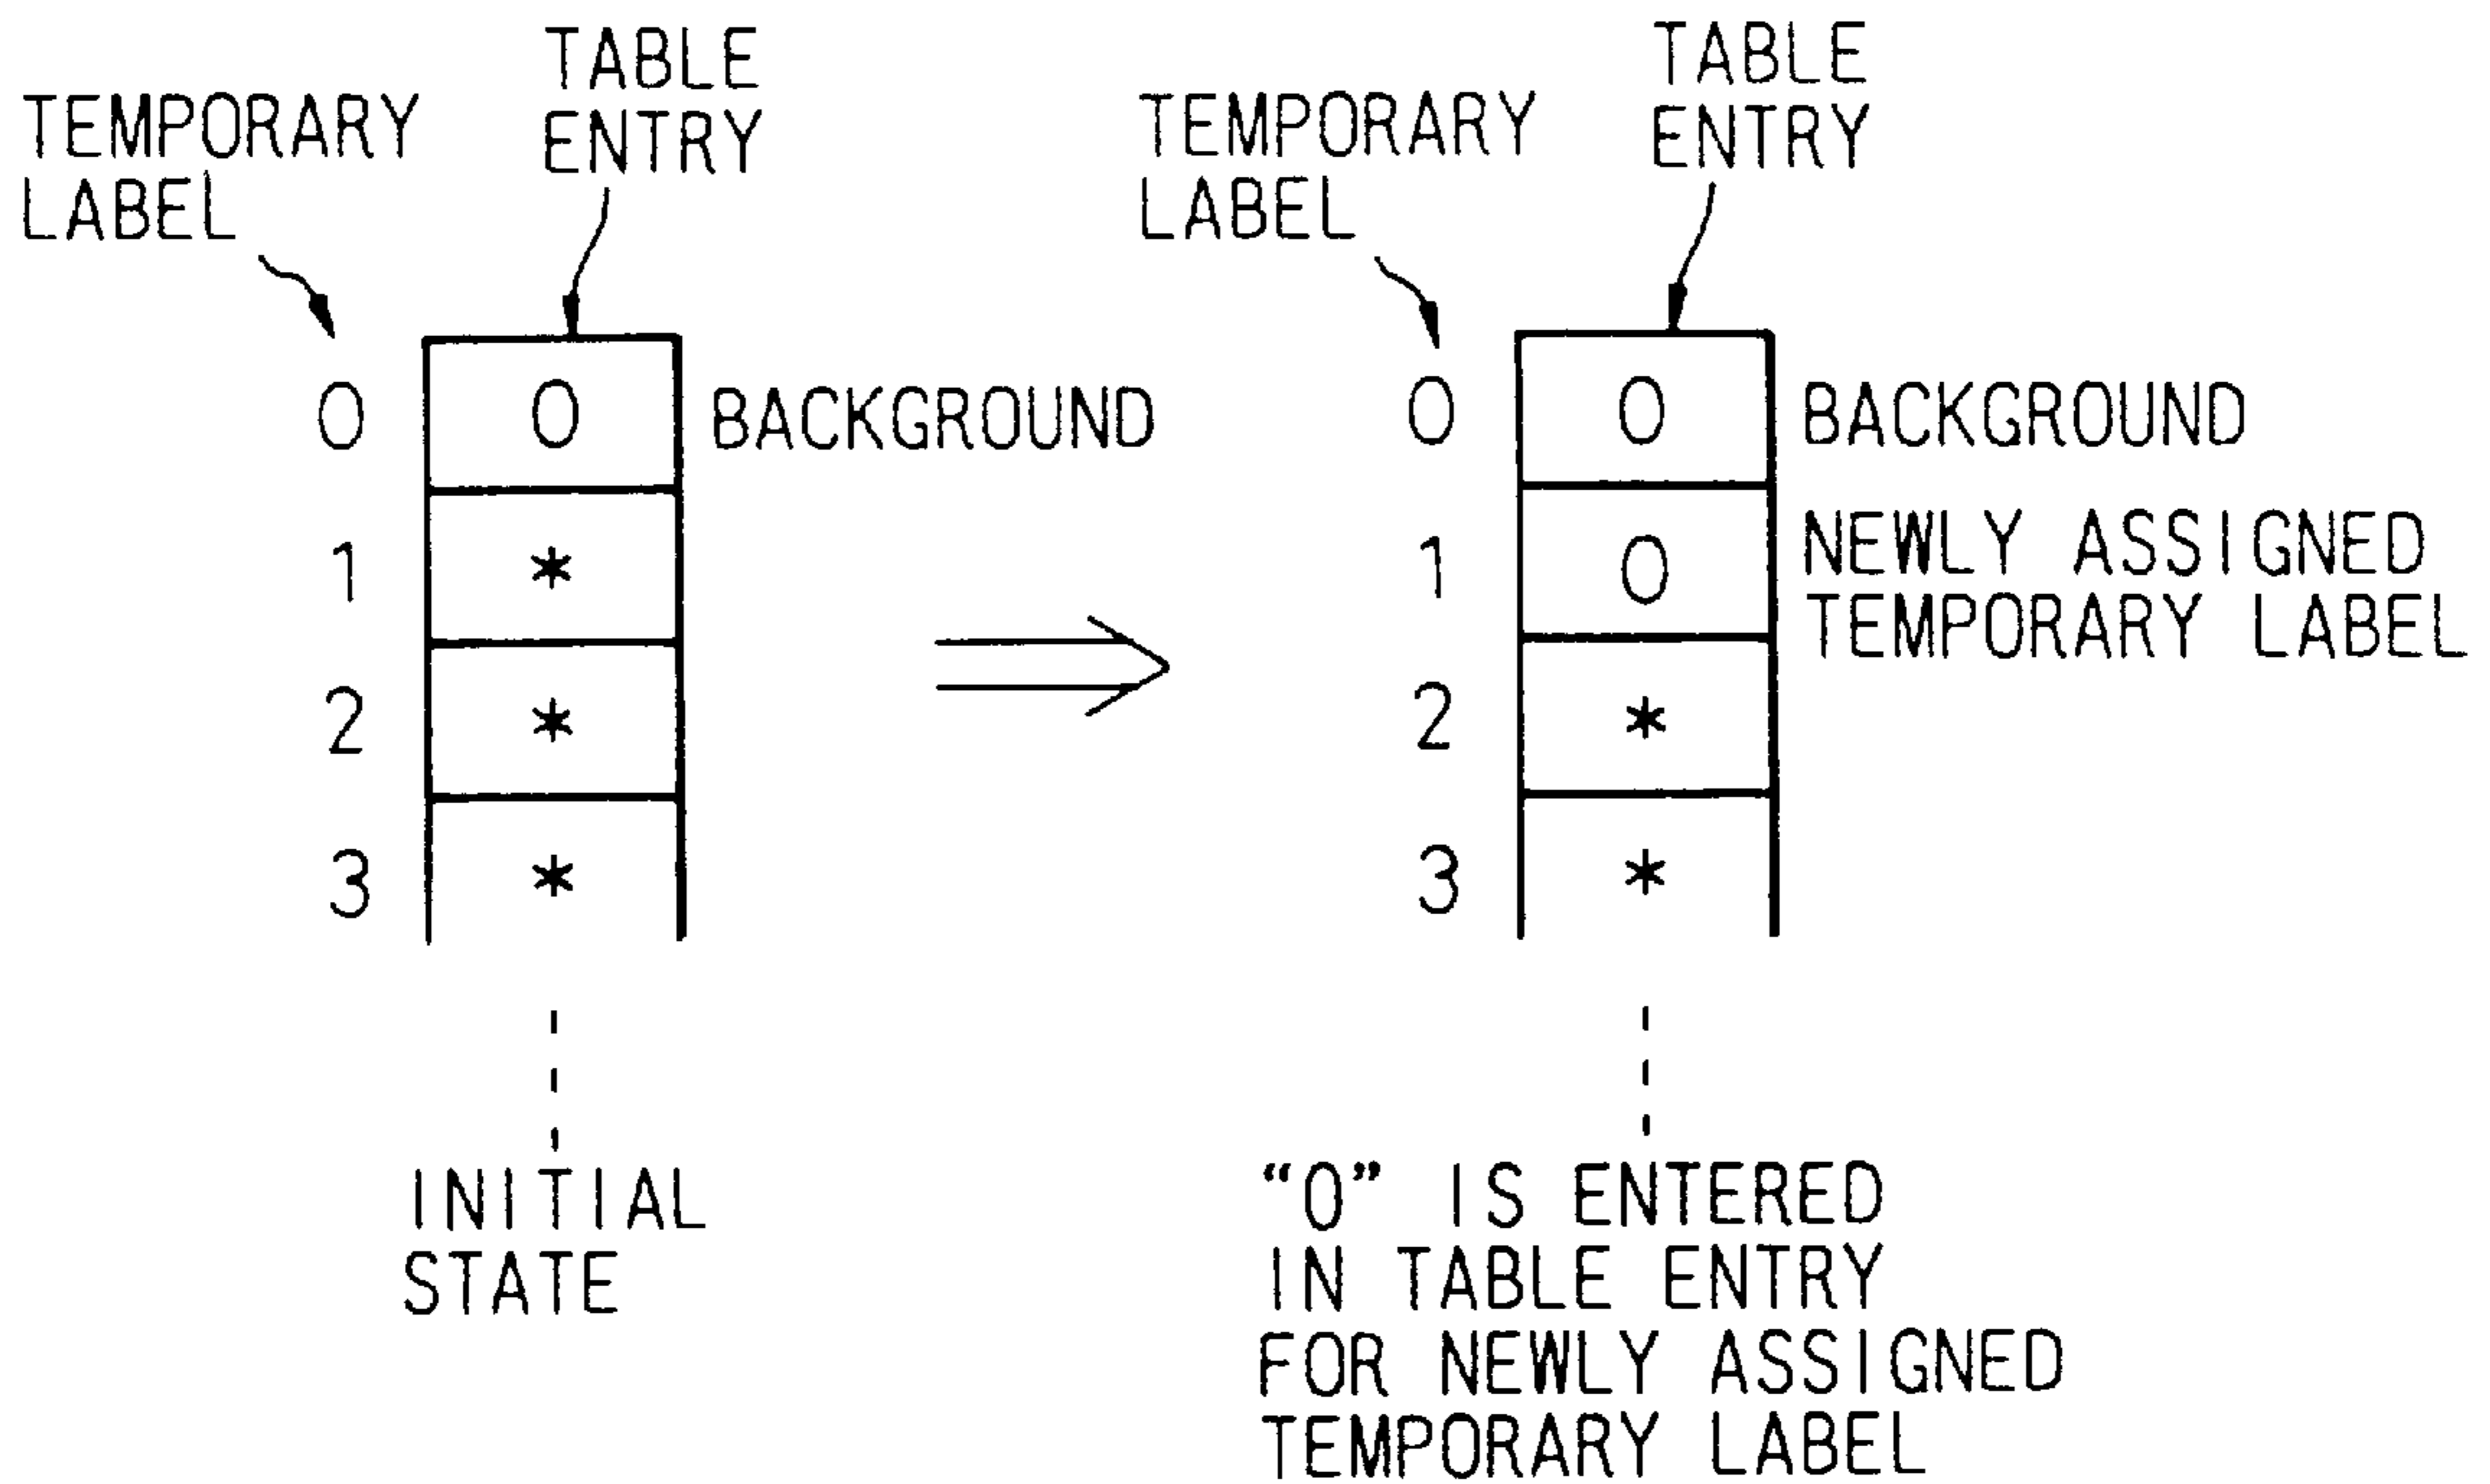 TEMPORARY
LABEL
TABLE
ENTRY
0 0 BACKGROUND
1 *
2 *
3 *
INITIAL
STATE
TEMPORARY
LABEL
TABLE
ENTRY
0 0 BACKGROUND
1 0 NEWLY ASSIGNED
TEMPORARY LABEL
2 *
3 *
“0” IS ENTERED
IN TABLE ENTRY
FOR NEWLY ASSIGNED
TEMPORARY LABEL